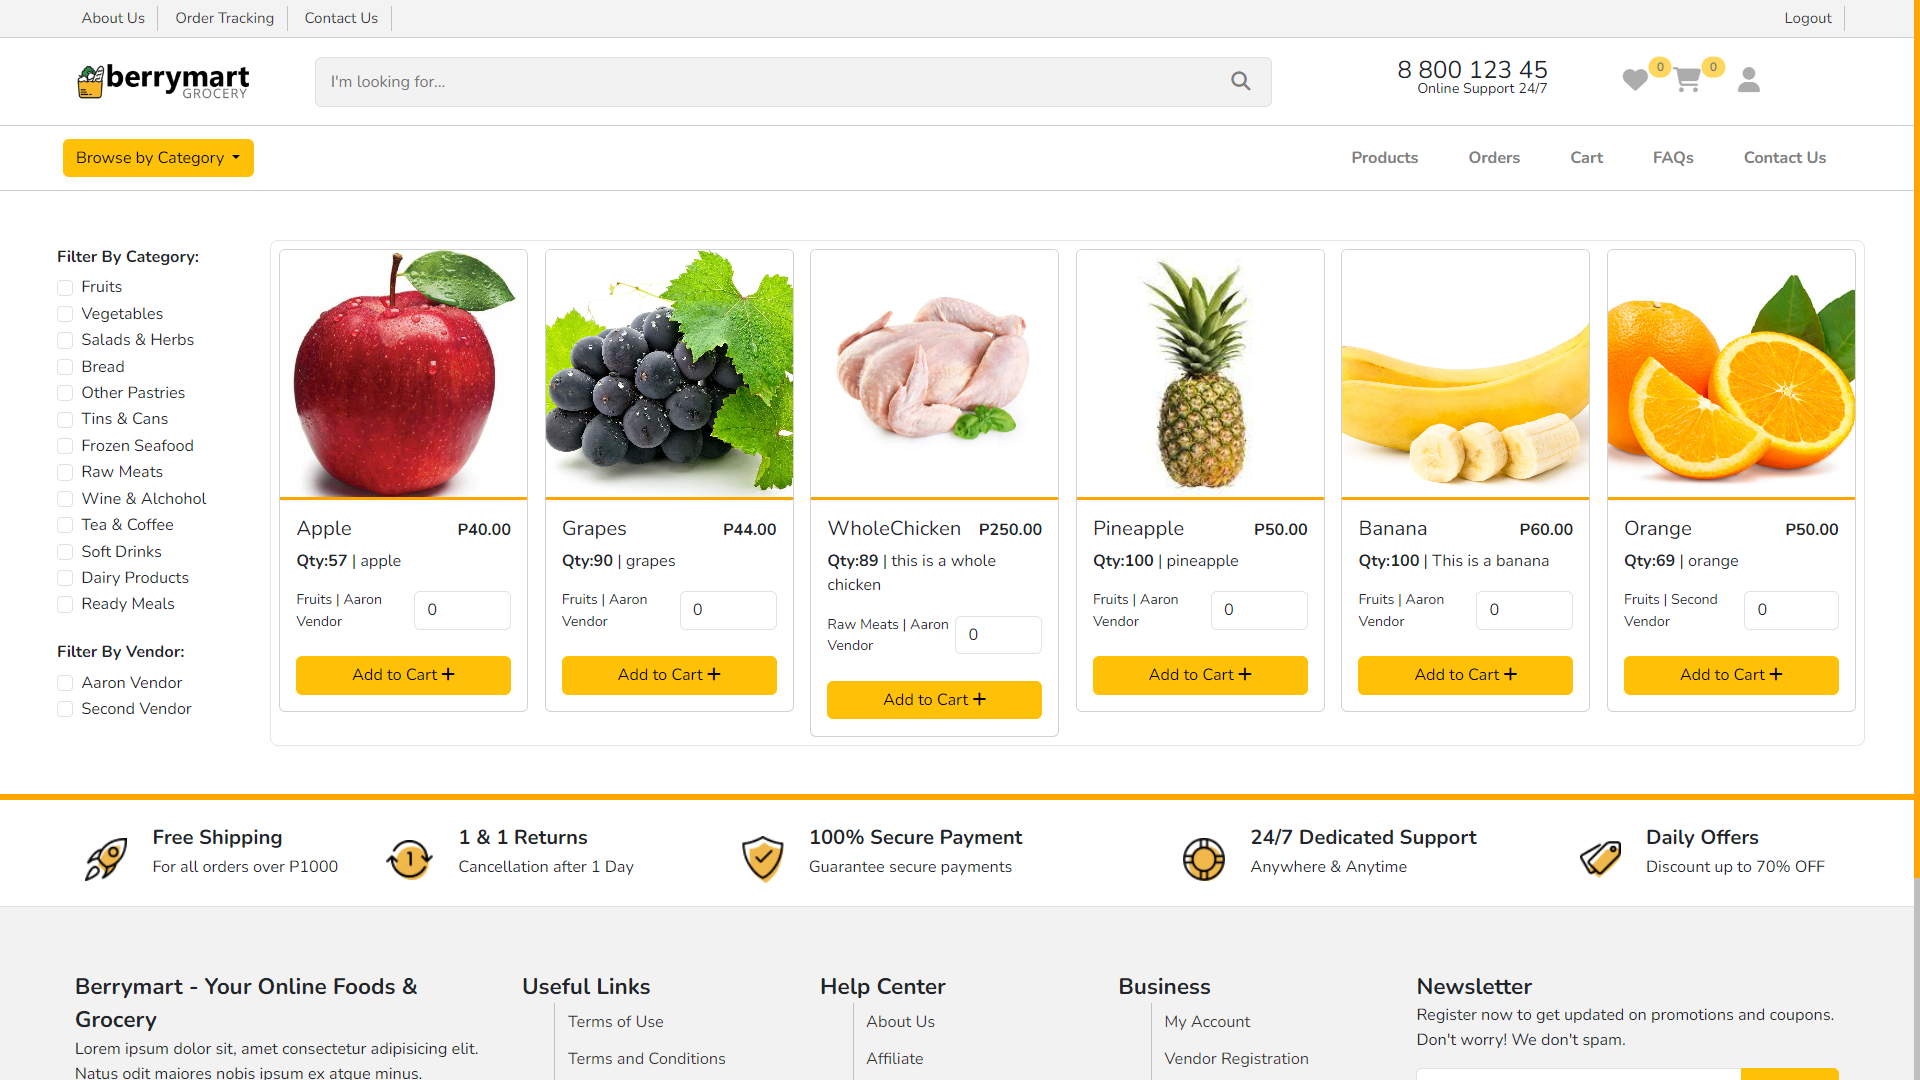 About Us
Order Tracking
Contact Us
Logout
berrymart
GROCERY
I'm looking for...
8 800 123 45
Online Support 24/7
0
0
Browse by Category
Products
Orders
Cart
FAQs
Contact Us
Filter By Category:
Fruits
Vegetables
Salads & Herbs
Bread
Other Pastries
Tins & Cans
Frozen Seafood
Raw Meats
Wine & Alchohol
Tea & Coffee
Soft Drinks
Dairy Products
Ready Meals
Filter By Vendor:
Aaron Vendor
Second Vendor
Apple P40.00
Qty:57 | apple
Fruits | Aaron
Vendor
0
Add to Cart +
Grapes P44.00
Qty:90 | grapes
Fruits | Aaron
Vendor
0
Add to Cart +
WholeChicken P250.00
Qty:89 | this is a whole
chicken
Raw Meats | Aaron
Vendor
0
Add to Cart +
Pineapple P50.00
Qty:100 | pineapple
Fruits | Aaron
Vendor
0
Add to Cart +
Banana P60.00
Qty:100 | This is a banana
Fruits | Aaron
Vendor
0
Add to Cart +
Orange P50.00
Qty:69 | orange
Fruits | Second
Vendor
0
Add to Cart +
Free Shipping
For all orders over P1000
1
1 & 1 Returns
Cancellation after 1 Day
100% Secure Payment
Guarantee secure payments
24/7 Dedicated Support
Anywhere & Anytime
Daily Offers
Discount up to 70% OFF
Berrymart - Your Online Foods &
Grocery
Lorem ipsum dolor sit, amet consectetur adipisicing elit.
Natus odit maiores nobis ipsum ex atque minus.
Useful Links
Terms of Use
Terms and Conditions
Help Center
About Us
Affiliate
Business
My Account
Vendor Registration
Newsletter
Register now to get updated on promotions and coupons.
Don't worry! We don't spam.